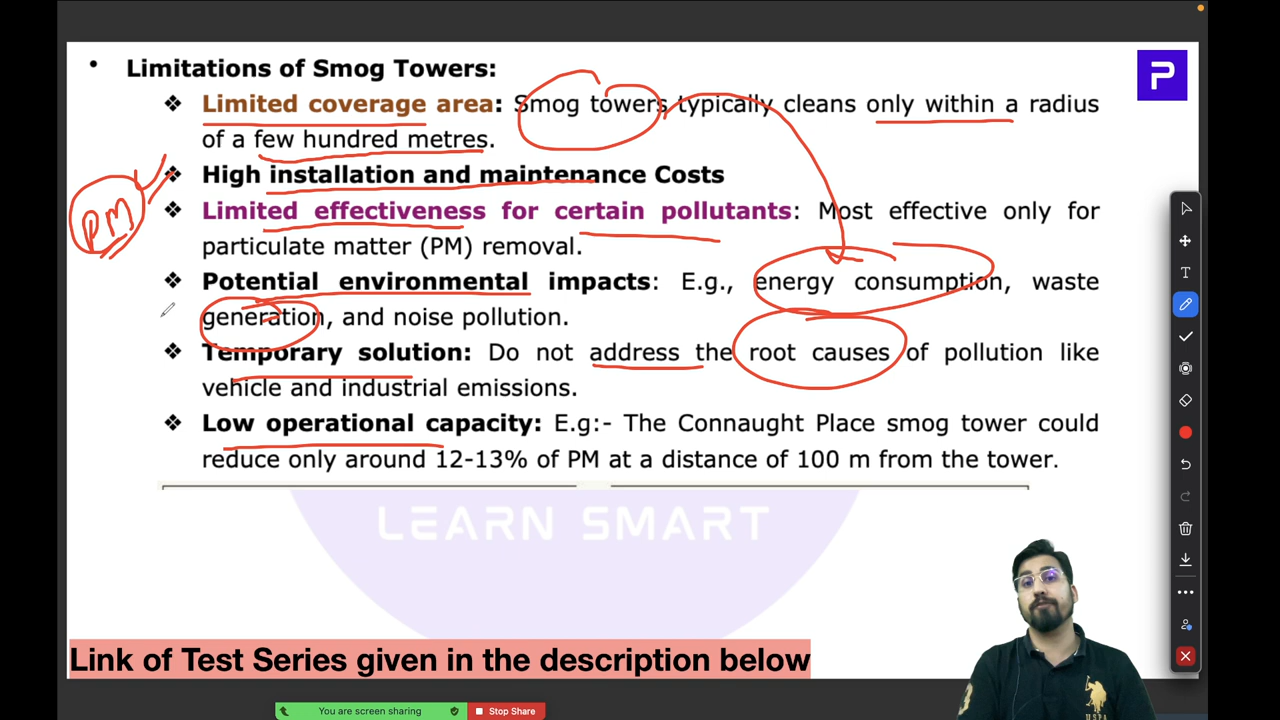 • Limitations of Smog Towers:
❖ Limited coverage area: Smog towers typically cleans only within a radius
of a few hundred metres.
❖ High installation and maintenance Costs
PM
❖ Limited effectiveness for certain pollutants: Most effective only for
particulate matter (PM) removal.
❖ Potential environmental impacts: E.g., energy consumption, waste
generation, and noise pollution.
❖ Temporary solution: Do not address the root causes of pollution like
vehicle and industrial emissions.
❖ Low operational capacity: E.g:- The Connaught Place smog tower could
reduce only around 12-13% of PM at a distance of 100 m from the tower.
LEARN SMART
Link of Test Series given in the description below
You are screen sharing
Stop Share